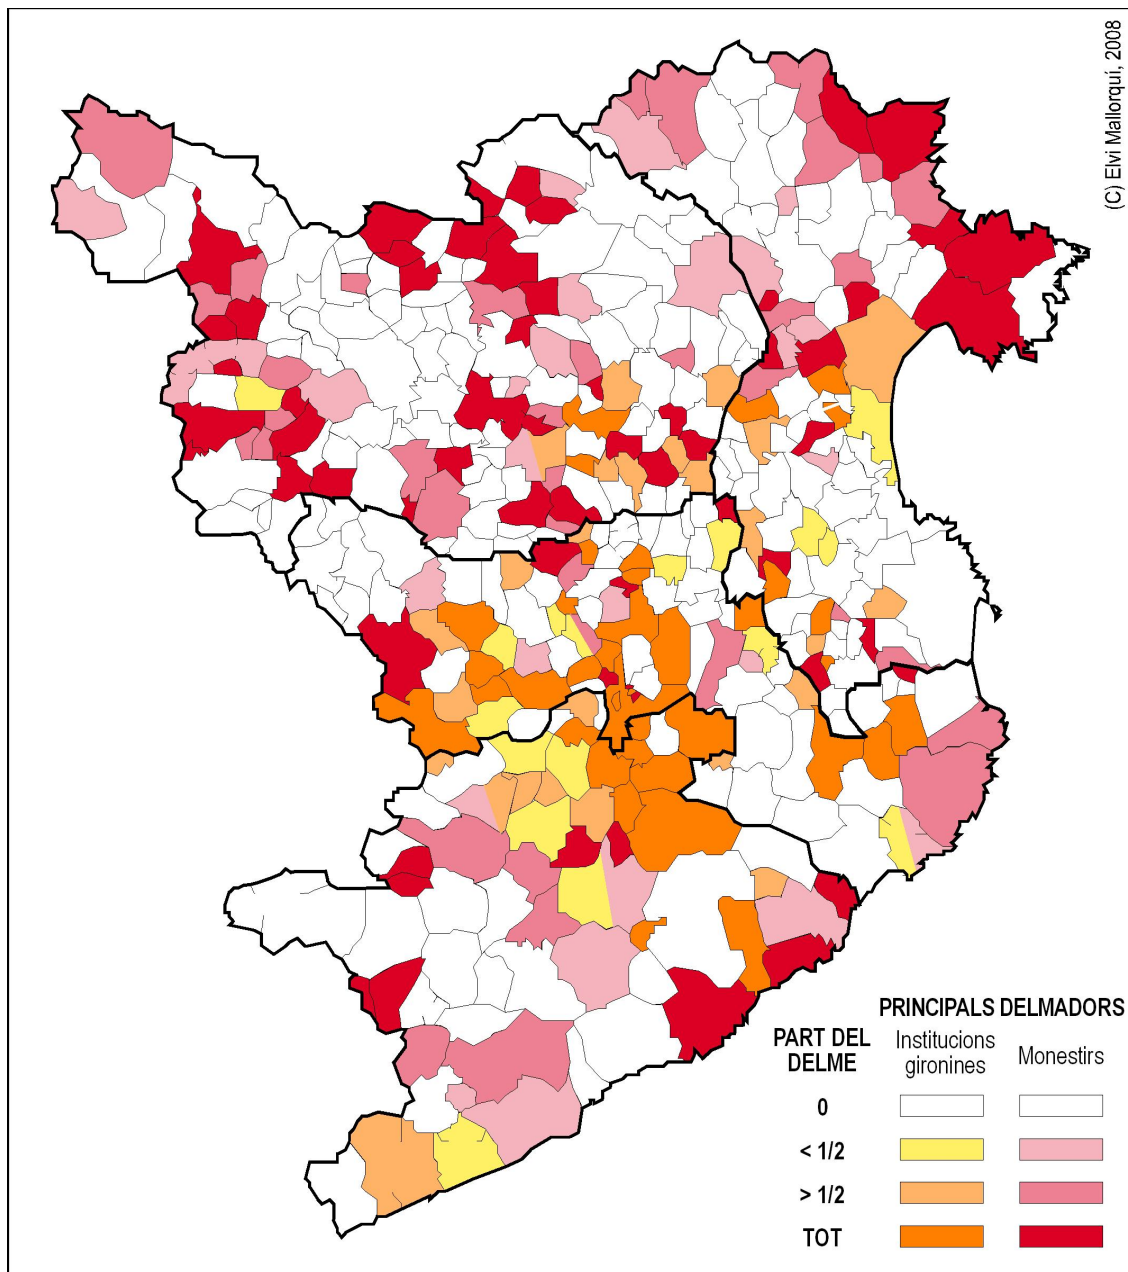 (C) Elvi Mallorquí, 2008
PRINCIPALS DELMADORS
PART DEL DELME
Institucions gironines
Monestirs
0
< 1/2
> 1/2
TOT